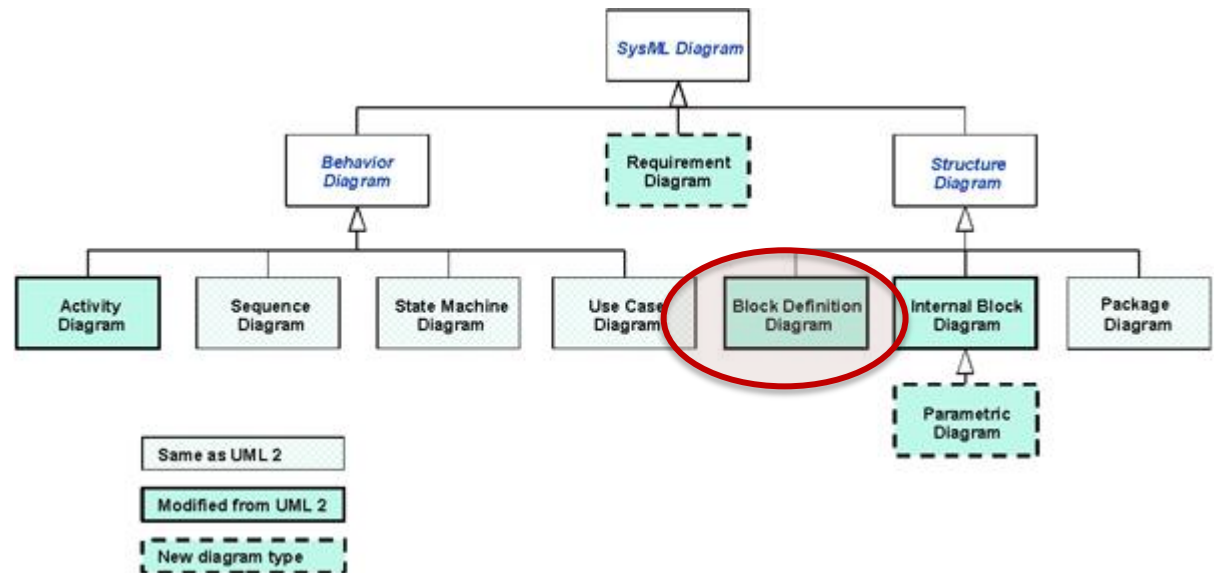 SysML Diagram
Behavior
Diagram
Requirement
Diagram
Structure
Diagram
Activity
Diagram
Sequence
Diagram
State Machine
Diagram
Use Case
Diagram
Block Definition
Diagram
Internal Block
Diagram
Package
Diagram
Parametric
Diagram
Same as UML 2
Modified from UML 2
New diagram type